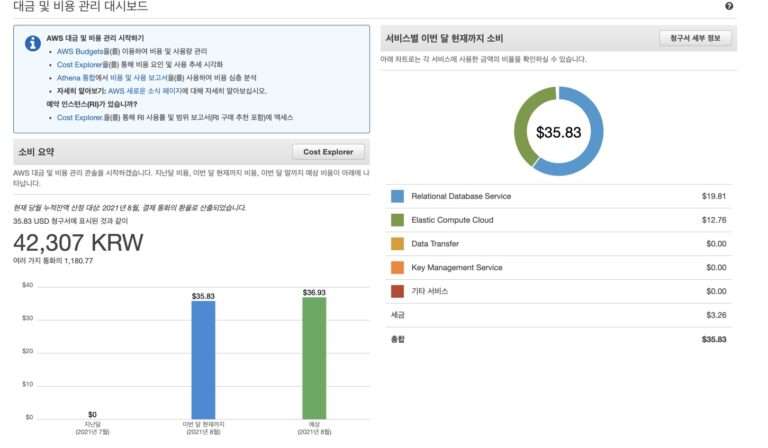 대금 및 비용 관리 대시보드
AWS 대금 및 비용 관리 시작하기
• AWS Budgets을(를) 이용하여 비용 및 사용량 관리
• Cost Explorer을(를) 통해 비용 요인 및 사용 추세 시각화
• Athena 통합에서 비용 및 사용 보고서을(를) 사용하여 비용 심층 분석
• 자세히 알아보기: AWS 새로운 소식 페이지에 대해 자세히 알아보십시오.
예약 인스턴스(RI)가 있습니까?
• Cost Explorer.을(를) 통해 RI 사용률 및 범위 보고서(RI 구매 추천 포함)에 액세스
소비 요약
Cost Explorer
AWS 대금 및 비용 관리 콘솔을 시작하겠습니다. 지난달 비용, 이번 달 현재까지 비용, 이번 달 말까지 예상 비용이 아래에 나
타납니다.
현재 당월 누적잔액 산정 대상: 2021년 8월, 결제 통화의 환율로 산출되었습니다.
35.83 USD 청구서에 표시된 것과 같이
42,307 KRW
여러 가지 통화의 1,180.77
$40
$30
$20
$10
$0
$0
$35.83
$36.93
지난달
(2021년 7월)
이번 달 현재까지
(2021년 8월)
예상
(2021년 8월)
서비스별 이번 달 현재까지 소비
청구서 세부 정보
아래 차트로는 각 서비스에 사용한 금액의 비율을 확인하실 수 있습니다.
$35.83
Relational Database Service $19.81
Elastic Compute Cloud $12.76
Data Transfer $0.00
Key Management Service $0.00
기타 서비스 $0.00
세금 $3.26
총합 $35.83